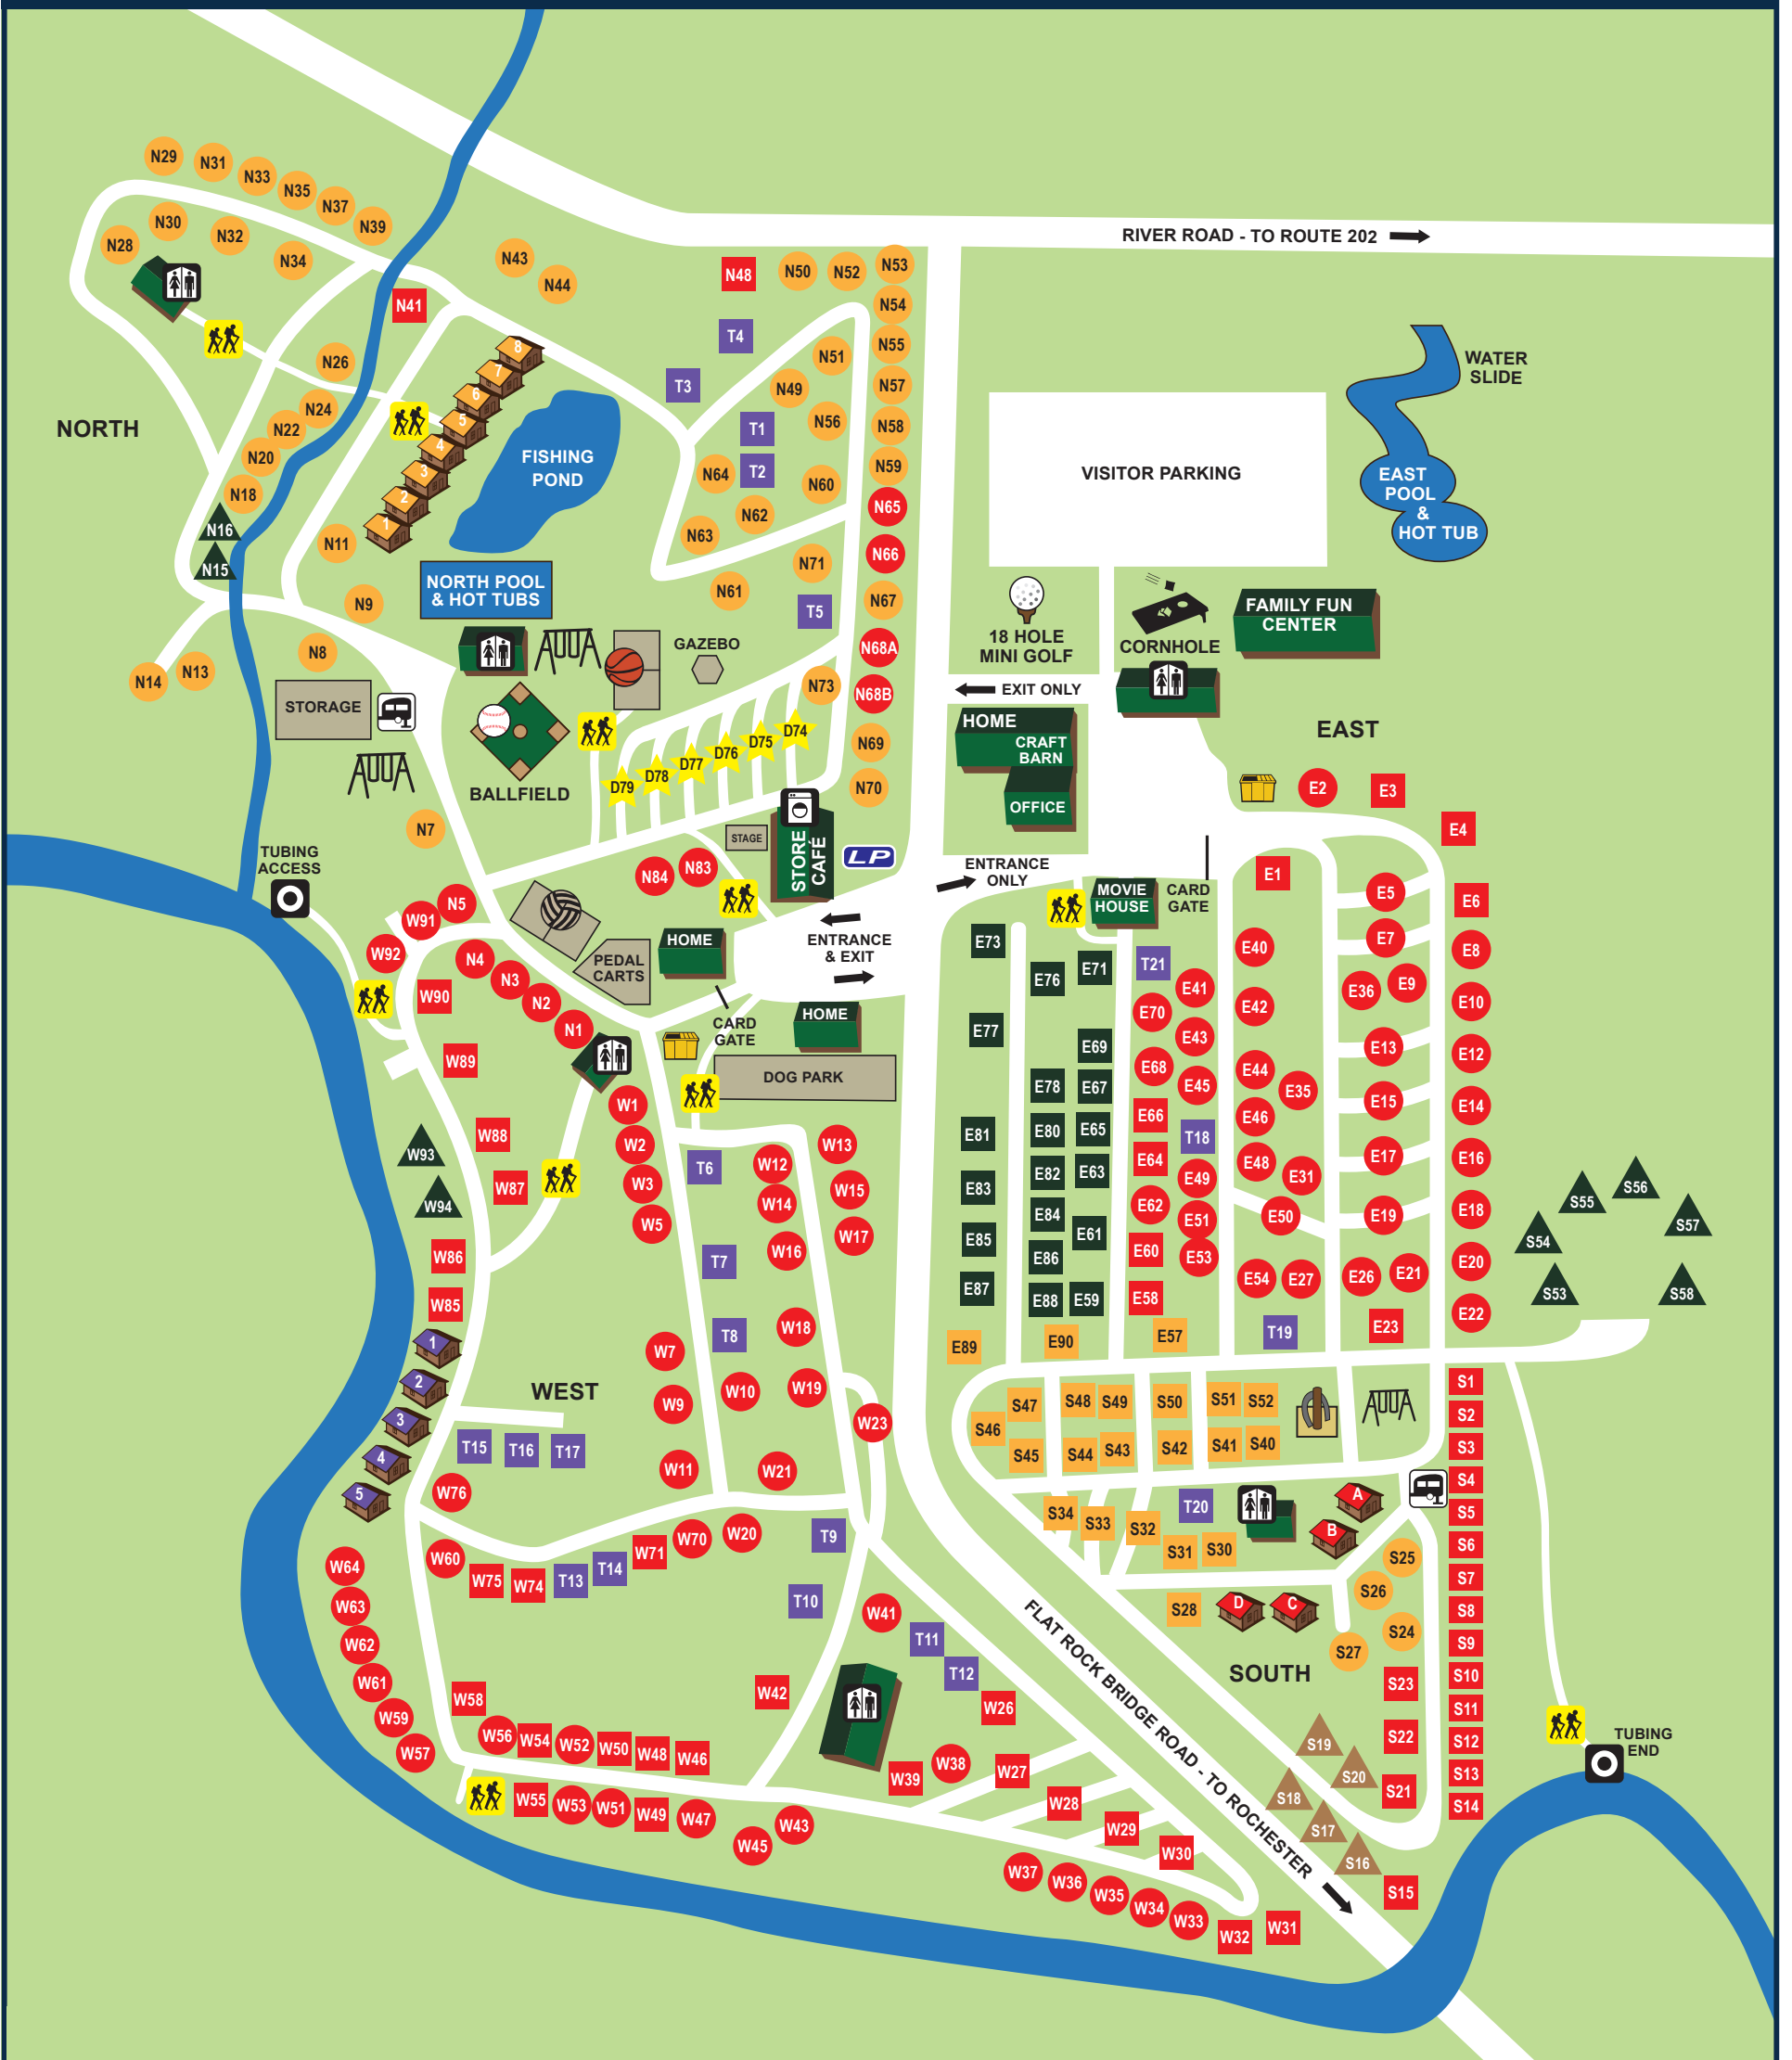 RIVER ROAD - TO ROUTE 202
N29
N31
N33
N35
N37
N39
N28
N30
N32
N34
N43
N44
N41
N26
N24
N22
N20
N18
N16
N15
N11
N9
N8
N13
N14
N7
NORTH
8
7
6
5
4
3
2
1
FISHING
POND
NORTH POOL
& HOT TUBS
N48
N50
N52
N53
N54
T4
T3
N51
N55
N49
N57
T1
N56
N58
N64
T2
N60
N59
N62
N65
N63
N66
N71
N61
T5
N67
N68A
N73
N68B
N69
N70
GAZEBO
STORAGE
BALLFIELD
D79
D78
D77
D76
D75
D74
STAGE
STORE
CAFÉ
LP
N84
N83
TUBING
ACCESS
N5
W91
W92
N4
N3
N2
N1
W90
PEDAL
CARTS
HOME
ENTRANCE
& EXIT
HOME
CARD
GATE
DOG PARK
VISITOR PARKING
WATER
SLIDE
EAST
POOL
&
HOT TUB
18 HOLE
MINI GOLF
CORNHOLE
FAMILY FUN
CENTER
EXIT ONLY
HOME
CRAFT
BARN
OFFICE
EAST
ENTRANCE
ONLY
MOVIE
HOUSE
CARD
GATE
E2
E3
E4
E1
E5
E6
E7
E8
E40
E36
E9
E10
E42
E13
E12
E44
E35
E15
E14
E46
E17
E16
E48
E31
E50
E19
E18
E54
E27
E26
E21
E20
T19
E23
E22
E73
E76
E71
T21
E41
E70
E77
E69
E43
E68
E78
E67
E45
E66
T18
E81
E80
E65
E64
E82
E63
E49
E83
E62
E84
E61
E51
E85
E60
E86
E53
E87
E88
E59
E58
E89
E90
E57
S53
S54
S55
S56
S57
S58
W89
W93
W88
W94
W87
W86
W85
1
2
3
4
5
W1
W2
W3
W5
T6
W12
W13
W14
W15
W16
W17
T7
T8
W18
W7
W9
W10
W19
W23
W11
W21
WEST
T15
T16
T17
W76
W60
W75
W74
T13
T14
W71
W70
W20
T9
T10
W64
W63
W62
W61
W59
W57
W58
W56
W54
W52
W50
W48
W46
W42
W41
T11
T12
W26
W55
W53
W51
W49
W47
W45
W43
W39
W38
W27
W28
W29
W30
W37
W36
W35
W34
W33
W32
W31
S47
S48
S49
S50
S51
S52
S46
S45
S44
S43
S42
S41
S40
S34
S33
S32
T20
S31
S30
A
B
S25
S26
S28
D
C
S24
S27
SOUTH
S23
S22
S21
S19
S20
S18
S17
S16
S15
S1
S2
S3
S4
S5
S6
S7
S8
S9
S10
S11
S12
S13
S14
TUBING
END
FLAT ROCK BRIDGE ROAD - TO ROCHESTER